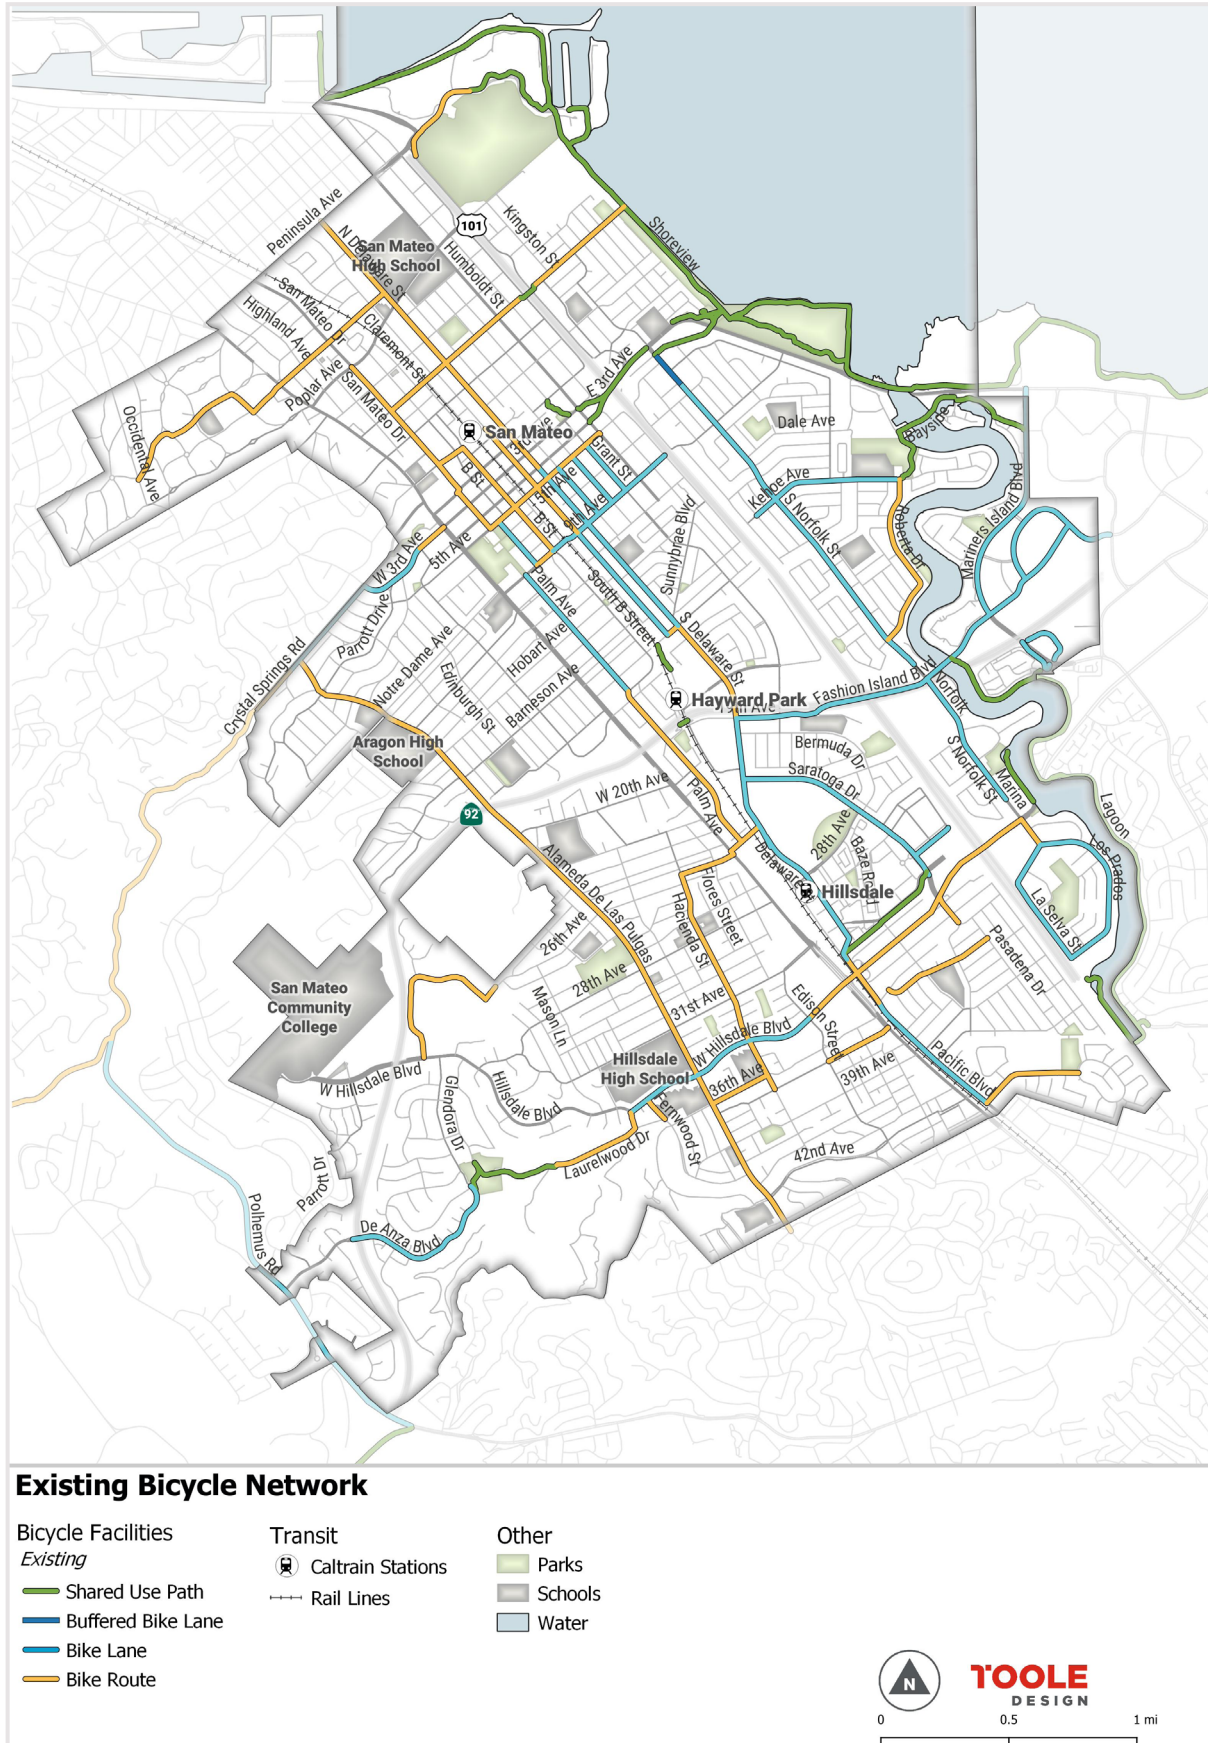 Peninsula Ave
N Delaware St
San Mateo
High School
101
Kingston St
Humboldt St
Shoreview
San Mateo Dr
Highland Ave
Claremont St
Poplar Ave
San Mateo Dr
E 3rd Ave
Occidental Ave
San Mateo
Dale Ave
Bayside
B St
5th Ave
Grant St
9th Ave
B St
Kehoe Ave
S Norfolk St
Roberta Dr
Mariners Island Blvd
W 3rd Ave
5th Ave
Sunnybrae Blvd
Palm Ave
South B Street
Parrott Drive
Notre Dame Ave
Hobart Ave
Edinburgh St
Barneson Ave
S Delaware St
Crystal Springs Rd
Hayward Park
19th Ave
Fashion Island Blvd
Norfolk
Aragon High
School
Bermuda Dr
S Norfolk St
Saratoga Dr
Marina
Lagoon
W 20th Ave
Palm Ave
92
28th Ave
Baze Road
Delaware
Los Prados
Alameda De Las Pulgas
Hillsdale
Flores Street
Hacienda St
La Selva St
26th Ave
28th Ave
Pasadena Dr
San Mateo
Community
College
Mason Ln
31st Ave
Edison Street
W Hillsdale Blvd
Hillsdale
High School
36th Ave
39th Ave
Pacific Blvd
W Hillsdale Blvd
Glendora Dr
Hillsdale Blvd
Fernwood St
Laurelwood Dr
42nd Ave
Parrott Dr
Polhemus Rd
De Anza Blvd
Existing Bicycle Network
Bicycle Facilities
Existing
Shared Use Path
Buffered Bike Lane
Bike Lane
Bike Route
Transit
Caltrain Stations
Rail Lines
Other
Parks
Schools
Water
N
TOOLE
DESIGN
0 0.5 1 mi